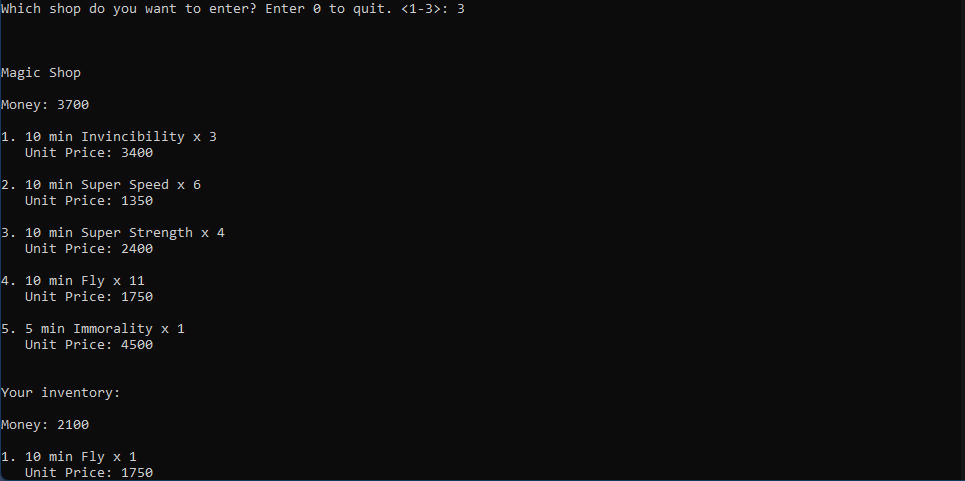 Which shop do you want to enter? Enter 0 to quit. <1-3>: 3
Magic Shop
Money: 3700
1. 10 min Invincibility x 3
Unit Price: 3400
2. 10 min Super Speed x 6
Unit Price: 1350
3. 10 min Super Strength x 4
Unit Price: 2400
4. 10 min Fly x 11
Unit Price: 1750
5. 5 min Immorality x 1
Unit Price: 4500
Your inventory:
Money: 2100
1. 10 min Fly x 1
Unit Price: 1750